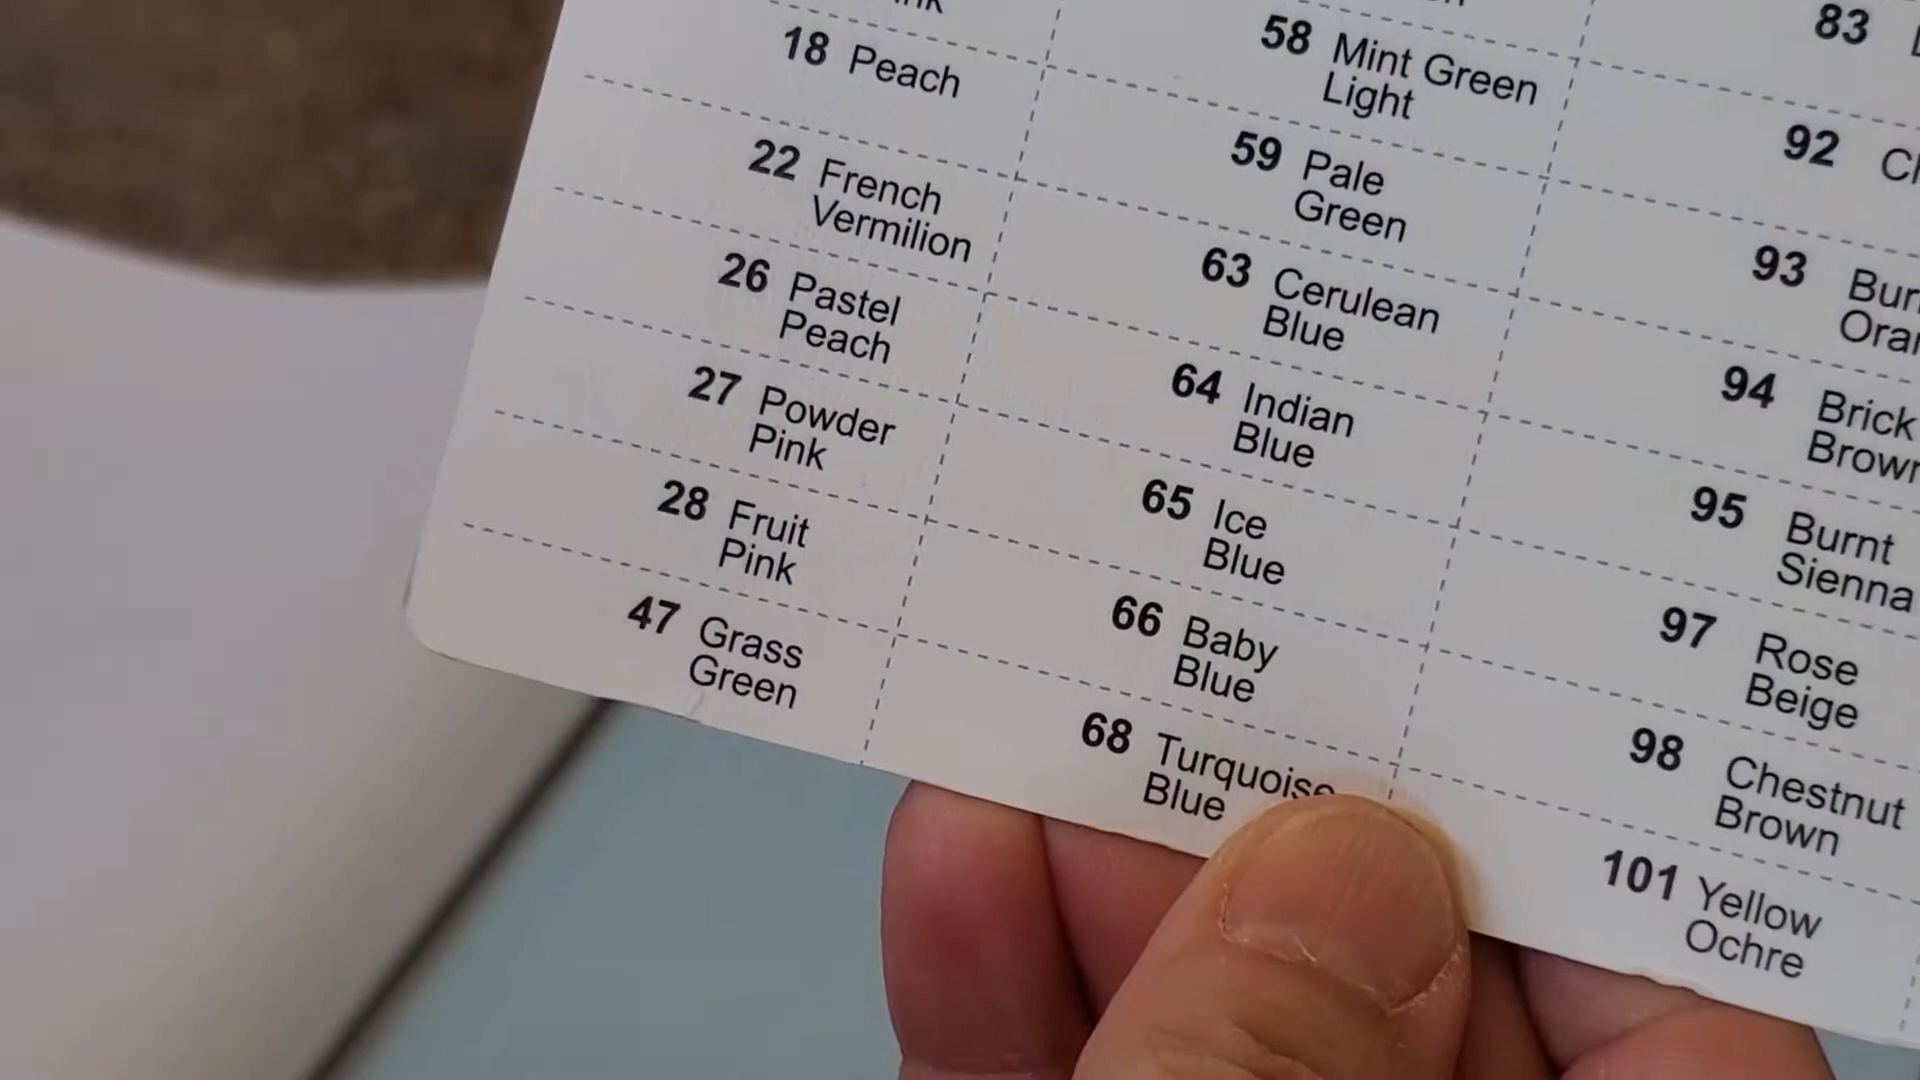 18 Peach
22 French
Vermilion
26 Pastel
Peach
27 Powder
Pink
28 Fruit
Pink
47 Grass
Green
58 Mint Green
Light
59 Pale
Green
63 Cerulean
Blue
64 Indian
Blue
65 Ice
Blue
66 Baby
Blue
68 Turquoise
Blue
83
92
93
94 Brick
Brown
95 Burnt
Sienna
97 Rose
Beige
98 Chestnut
Brown
101 Yellow
Ochre